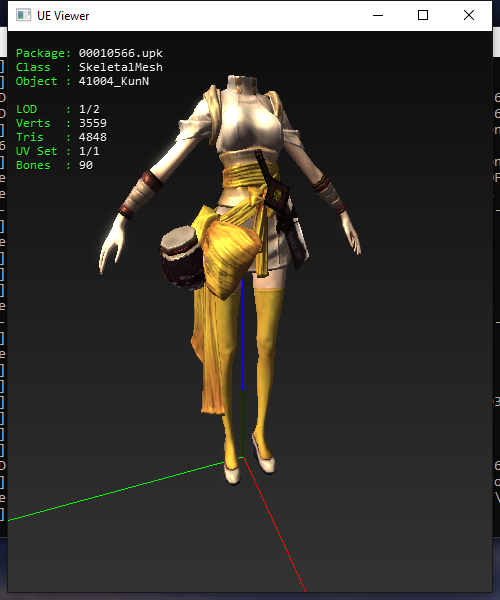 UE Viewer
Package: 00010566.upk
Class : SkeletalMesh
Object : 41004_KunN
LOD : 1/2
Verts : 3559
Tris : 4848
UV Set : 1/1
Bones : 90